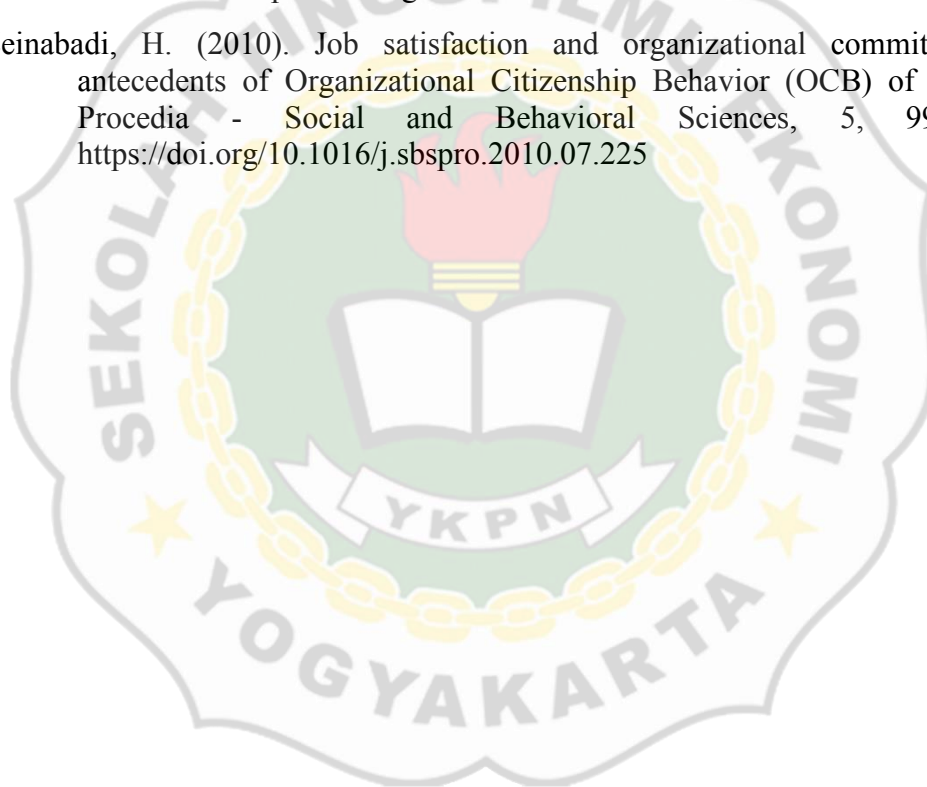 einabadi, H. (2010). Job satisfaction and organizational commit
antecedents of Organizational Citizenship Behavior (OCB) of
Procedia - Social and Behavioral Sciences, 5, 99
https://doi.org/10.1016/j.sbspro.2010.07.225
SEKOLAH TINGGI ILMU EKONOMI
YKPN
YOGYAKARTA